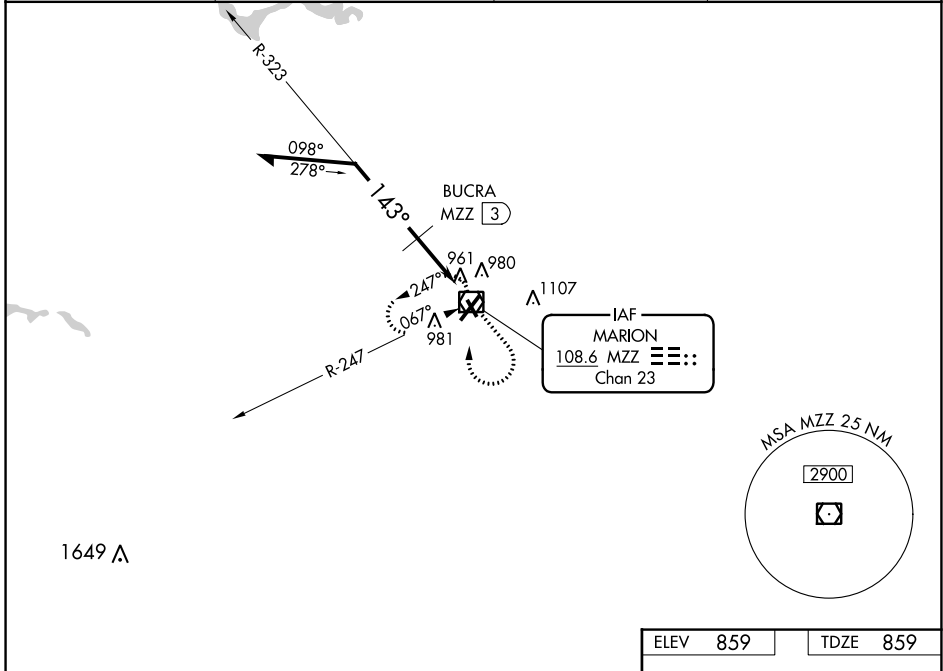 R-323
098°
278°
143°
BUCRA
MZZ 3
961
980
247°
1107
067°
981
IAF
MARION
108.6 MZZ
Chan 23
R-247
MSA MZZ 25 NM
2900
1649
ELEV 859 TDZE 859